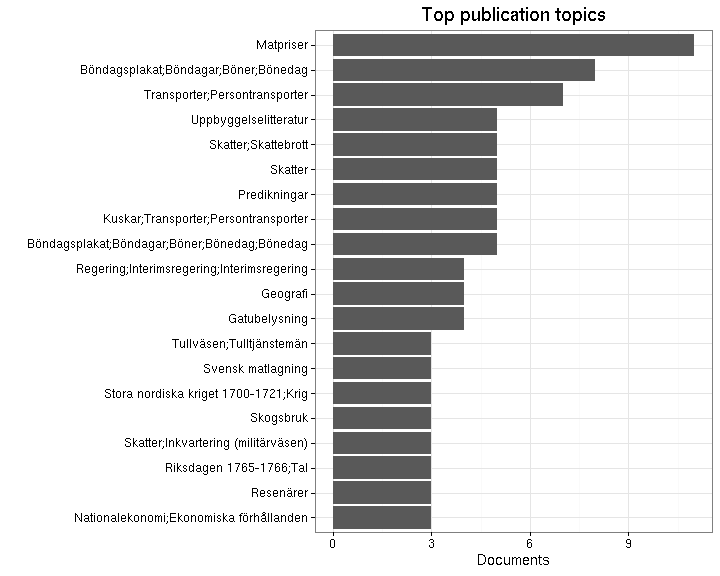 Top publication topics
Matpriser
Böndagsplakat;Böndagar;Böner;Bönedag
Transporter;Persontransporter
Uppbyggelselitteratur
Skatter;Skattebrott
Skatter
Predikningar
Kuskar;Transporter;Persontransporter
Böndagsplakat;Böndagar;Böner;Bönedag;Bönedag
Regering;Interimsregering;Interimsregering
Geografi
Gatubelysning
Tullväsen;Tulltjänstemän
Svensk matlagning
Stora nordiska kriget 1700-1721;Krig
Skogsbruk
Skatter;Inkvartering (militärväsen)
Riksdagen 1765-1766;Tal
Resenärer
Nationalekonomi;Ekonomiska förhållanden
0 3 6 9
Documents